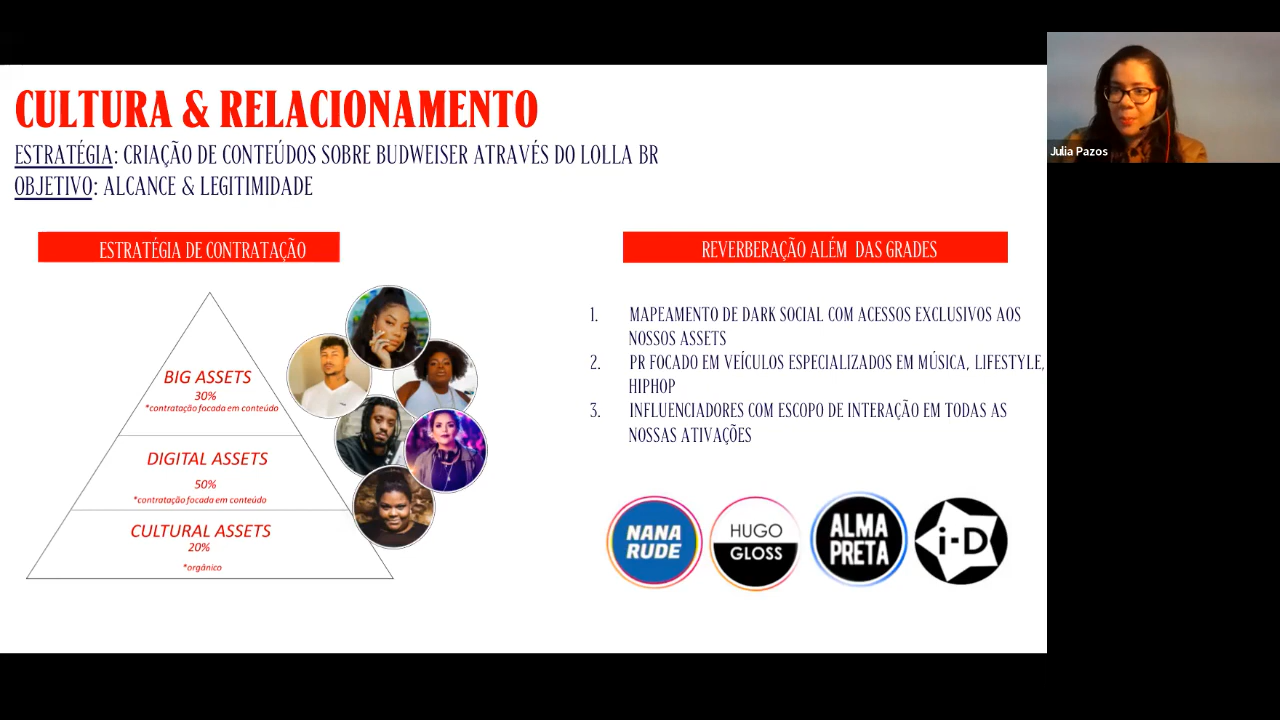 CULTURA & RELACIONAMENTO
ESTRATÉGIA: CRIAÇÃO DE CONTEÚDOS SOBRE BUDWEISER ATRAVÉS DO LOLLA BR
OBJETIVO: ALCANCE & LEGITIMIDADE
ESTRATÉGIA DE CONTRATAÇÃO
BIG ASSETS
30%
*contratação focada em conteúdo
DIGITAL ASSETS
50%
*contratação focada em conteúdo
CULTURAL ASSETS
20%
*orgânico
REVERBERAÇÃO ALÉM DAS GRADES
1. MAPEAMENTO DE DARK SOCIAL COM ACESSOS EXCLUSIVOS AOS
NOSSOS ASSETS
2. PR FOCADO EM VEÍCULOS ESPECIALIZADOS EM MÚSICA, LIFESTYLE,
HIPHOP
3. INFLUENCIADORES COM ESCOPO DE INTERAÇÃO EM TODAS AS
NOSSAS ATIVAÇÕES
NANA
RUDE
HUGO
GLOSS
ALMA
PRETA
i-D
Julia Pazos